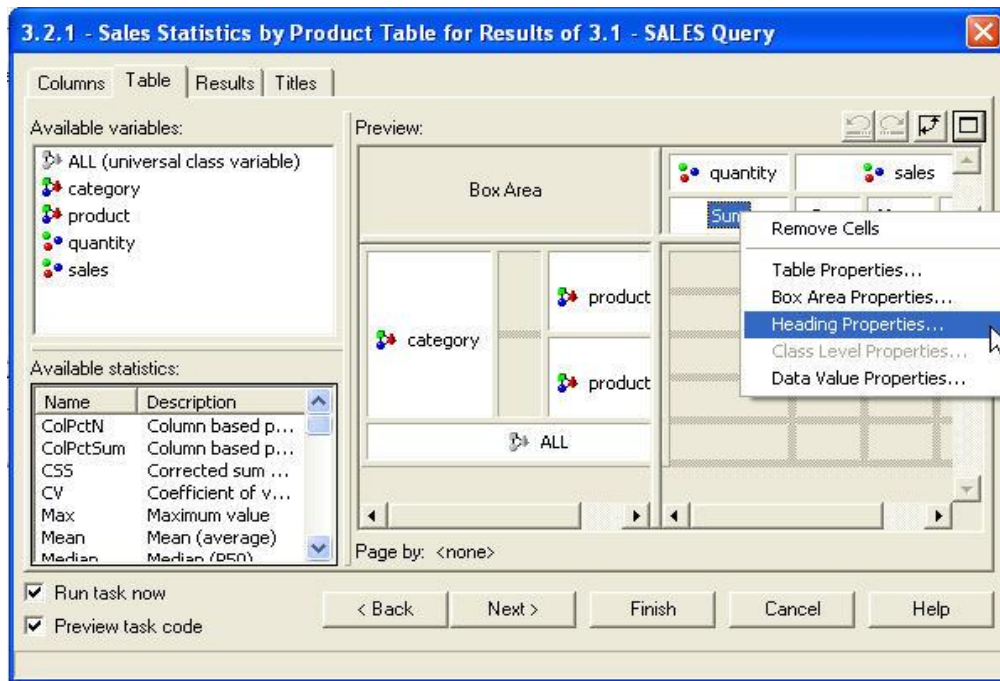 3.2.1 - Sales Statistics by Product Table for Results of 3.1 - SALES Query
Columns Table Results Titles
Available variables:
ALL (universal class variable)
category
product
quantity
sales
Available statistics:
Name Description
ColPctN Column based p...
ColPctSum Column based p...
CSS Corrected sum ...
CV Coefficient of v...
Max Maximum value
Mean Mean (average)
Median Median (P50)
Preview:
Box Area
quantity sales
Sum
category
product
product
ALL
Remove Cells
Table Properties...
Box Area Properties...
Heading Properties...
Class Level Properties...
Data Value Properties...
Page by: <none>
Run task now
Preview task code
< Back Next > Finish Cancel Help